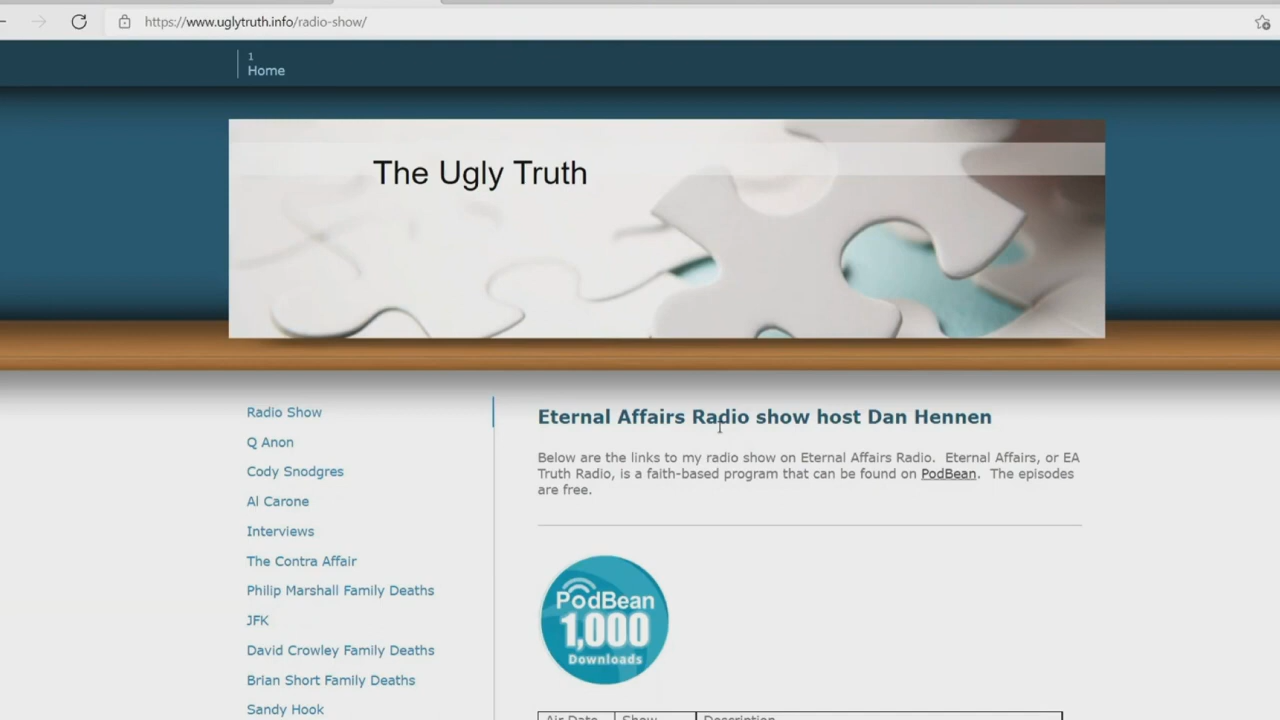 https://www.uglytruth.info/radio-show/
1
Home
The Ugly Truth
Radio Show
Q Anon
Cody Snodgres
Al Carone
Interviews
The Contra Affair
Philip Marshall Family Deaths
JFK
David Crowley Family Deaths
Brian Short Family Deaths
Sandy Hook
Eternal Affairs Radio show host Dan Hennen
Below are the links to my radio show on Eternal Affairs Radio. Eternal Affairs, or EA
Truth Radio, is a faith-based program that can be found on PodBean. The episodes
are free.
PodBean
1,000
Downloads
Air Date Show Description